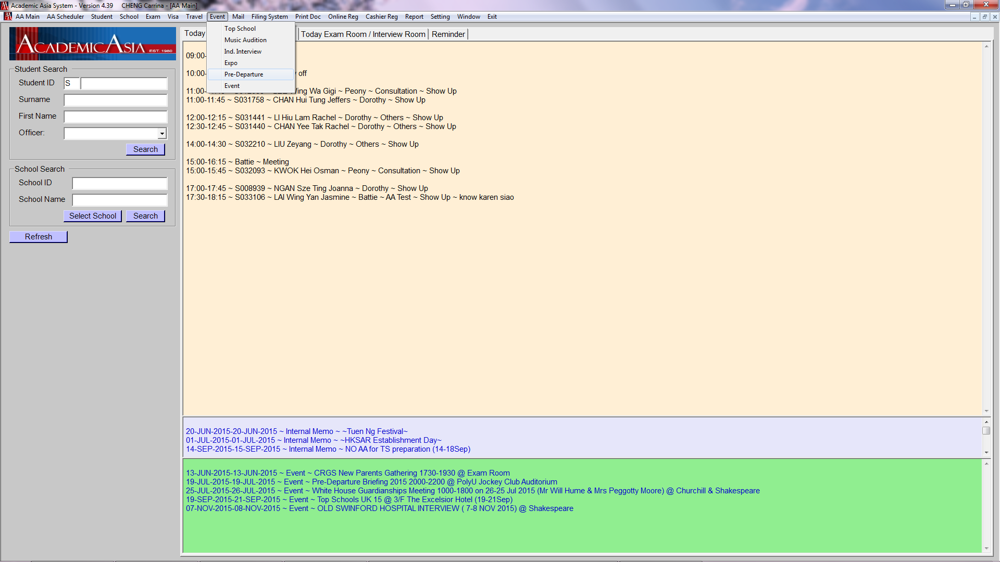 Academic Asia System - Version 4.39 CHENG Carrina - [AA Main]
AA Main AA Scheduler Student School Exam Visa Travel Event Mail Filing System Print Doc Online Reg Cashier Reg Report Setting Window Exit
ACADEMICASIA EST. 1980
Student Search
Student ID S
Surname
First Name
Officer:
Search
School Search
School ID
School Name
Select School Search
Refresh
Top School
Music Audition
Ind. Interview
Expo
Pre-Departure
Event
Today Today Exam Room / Interview Room Reminder
09:00-
10:00- off
11:00- Wa Gigi ~ Peony ~ Consultation ~ Show Up
11:00-11:45 ~ S031758 ~ CHAN Hui Tung Jeffers ~ Dorothy ~ Show Up
12:00-12:15 ~ S031441 ~ LI Hiu Lam Rachel ~ Dorothy ~ Others ~ Show Up
12:30-12:45 ~ S031440 ~ CHAN Yee Tak Rachel ~ Dorothy ~ Others ~ Show Up
14:00-14:30 ~ S032210 ~ LIU Zeyang ~ Dorothy ~ Others ~ Show Up
15:00-16:15 ~ Battie ~ Meeting
15:00-15:45 ~ S032093 ~ KWOK Hei Osman ~ Peony ~ Consultation ~ Show Up
17:00-17:45 ~ S008939 ~ NGAN Sze Ting Joanna ~ Dorothy ~ Show Up
17:30-18:15 ~ S033106 ~ LAI Wing Yan Jasmine ~ Battie ~ AA Test ~ Show Up ~ know karen siao
20-JUN-2015-20-JUN-2015 ~ Internal Memo ~ ~Tuen Ng Festival~
01-JUL-2015-01-JUL-2015 ~ Internal Memo ~ ~HKSAR Establishment Day~
14-SEP-2015-15-SEP-2015 ~ Internal Memo ~ NO AA for TS preparation (14-18Sep)
13-JUN-2015-13-JUN-2015 ~ Event ~ CRGS New Parents Gathering 1730-1930 @ Exam Room
19-JUL-2015-19-JUL-2015 ~ Event ~ Pre-Departure Briefing 2015 2000-2200 @ PolyU Jockey Club Auditorium
25-JUL-2015-26-JUL-2015 ~ Event ~ White House Guardianships Meeting 1000-1800 on 26-25 Jul 2015 (Mr Will Hume & Mrs Peggotty Moore) @ Churchill & Shakespeare
19-SEP-2015-21-SEP-2015 ~ Event ~ Top Schools UK 15 @ 3/F The Excelsior Hotel (19-21Sep)
07-NOV-2015-08-NOV-2015 ~ Event ~ OLD SWINFORD HOSPITAL INTERVIEW ( 7-8 NOV 2015) @ Shakespeare